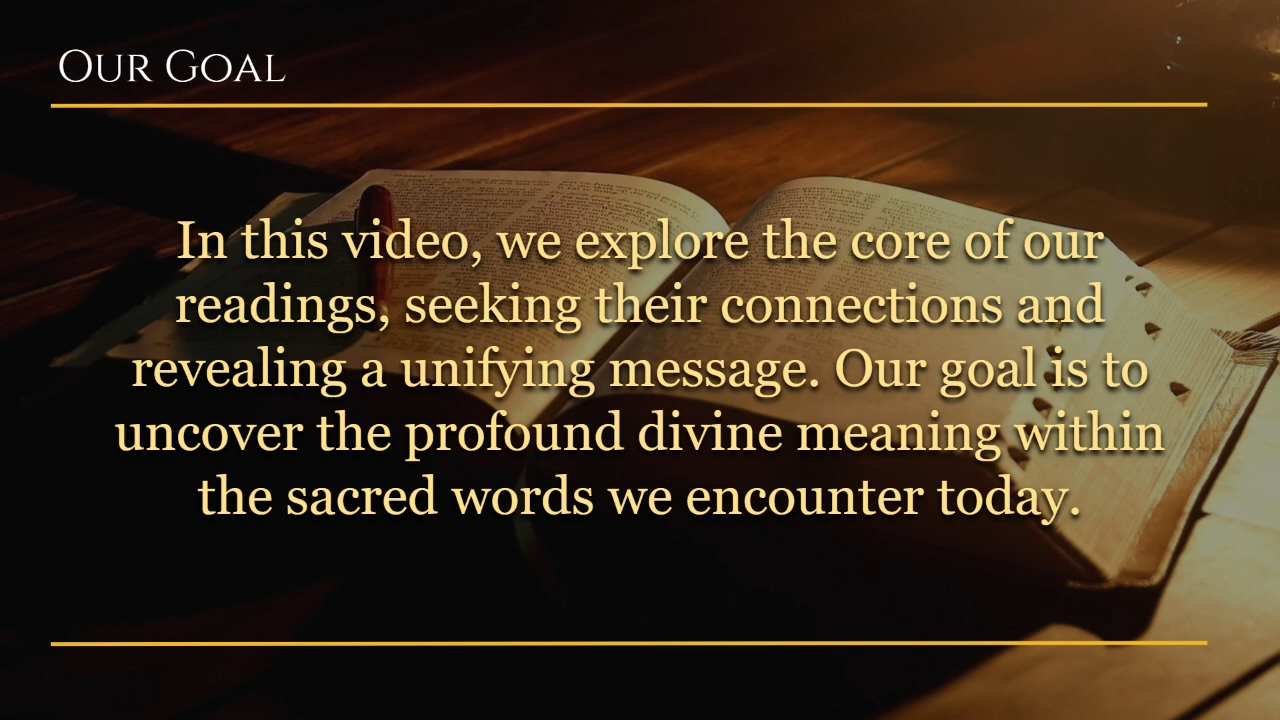 Our Goal
In this video, we explore the core of our
readings, seeking their connections and
revealing a unifying message. Our goal is to
uncover the profound divine meaning within
the sacred words we encounter today.